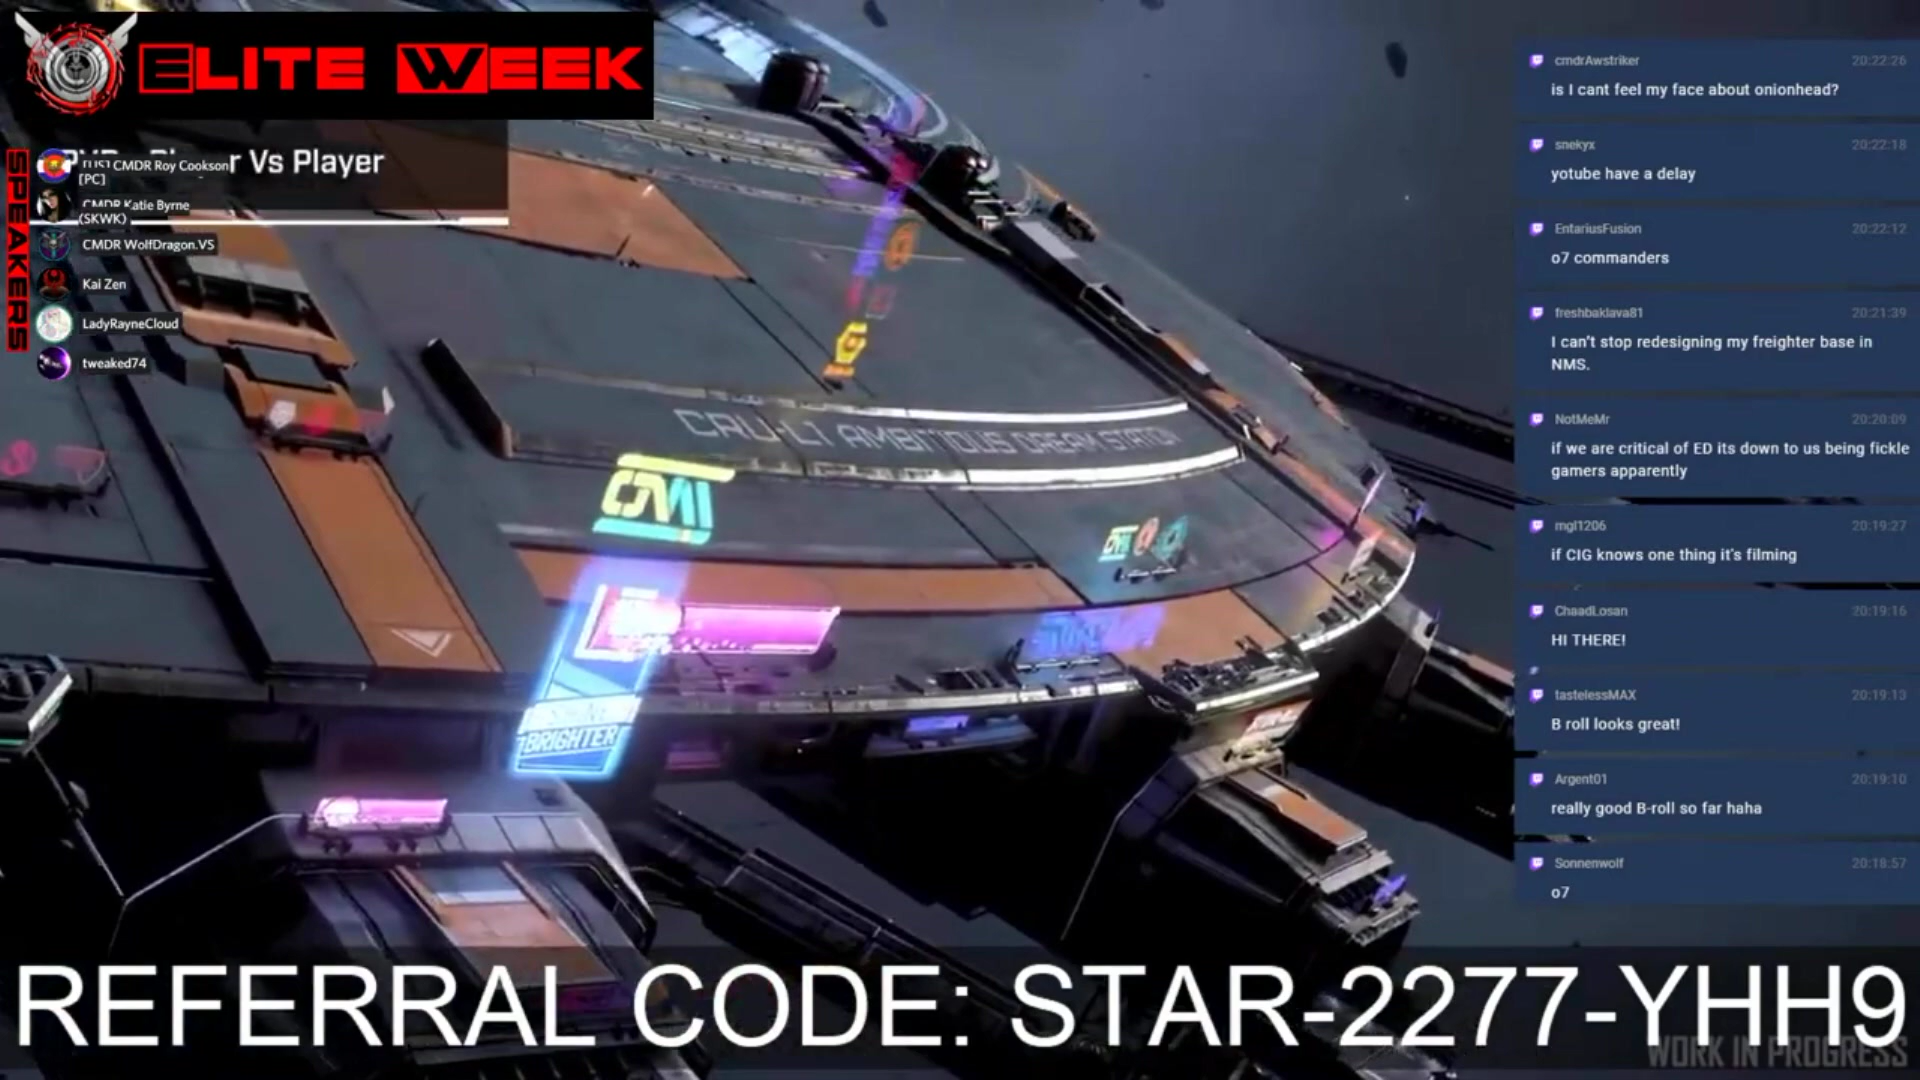 ELITE WEEK
r Vs Player
SPEAKERS
[US] CMDR Roy Cookson
[PC]
CMDR Katie Byrne
(SKWK)
CMDR WolfDragon.VS
Kai Zen
LadyRayneCloud
tweaked74
CRU-L1 AMBITIOUS DREAM STATION
BRIGHTER
cmdrAwstriker 20:22:26
is I cant feel my face about onionhead?
snekyx 20:22:18
yotube have a delay
EntariusFusion 20:22:12
o7 commanders
freshbaklava81 20:21:39
I can't stop redesigning my freighter base in
NMS.
NotMeMr 20:20:09
if we are critical of ED its down to us being fickle
gamers apparently
mgl1206 20:19:27
if CIG knows one thing it's filming
ChaadLosan 20:19:16
HI THERE!
tastelessMAX 20:19:13
B roll looks great!
Argent01 20:19:10
really good B-roll so far haha
Sonnenwolf 20:18:57
o7
REFERRAL CODE: STAR-2277-YHH9
WORK IN PROGRESS